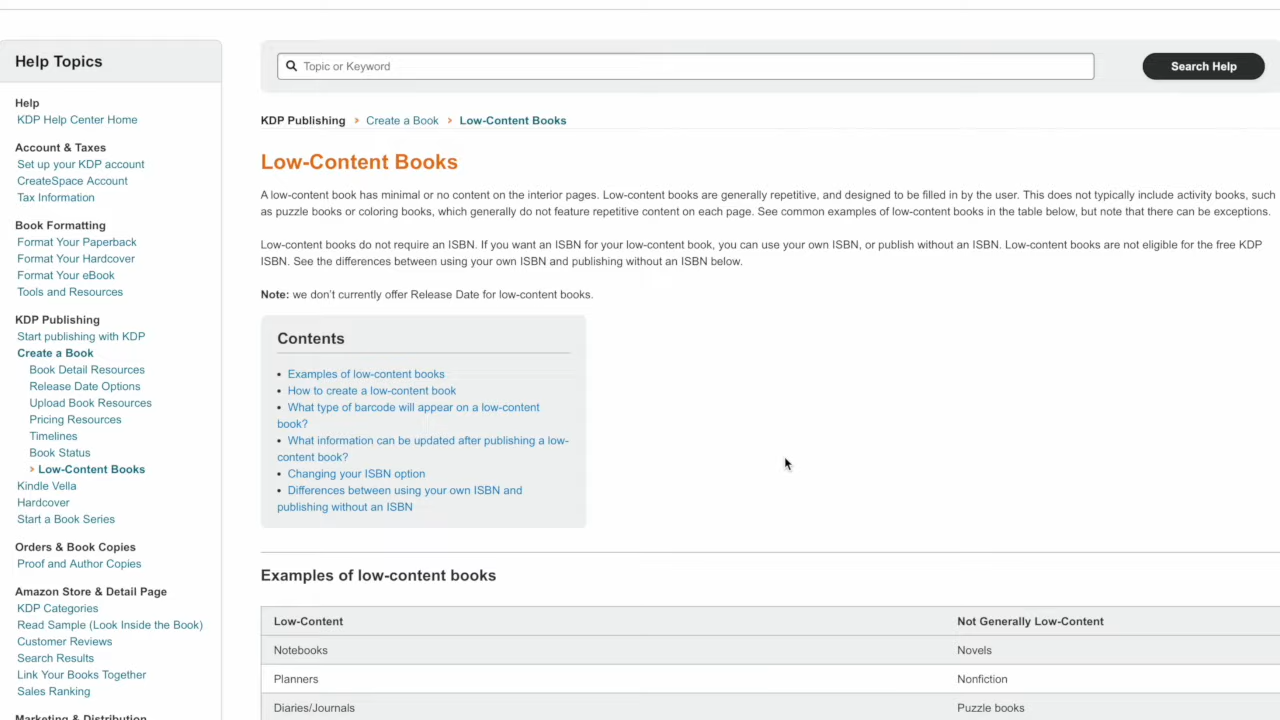 Help Topics
Help
KDP Help Center Home
Account & Taxes
Set up your KDP account
CreateSpace Account
Tax Information
Book Formatting
Format Your Paperback
Format Your Hardcover
Format Your eBook
Tools and Resources
KDP Publishing
Start publishing with KDP
Create a Book
Book Detail Resources
Release Date Options
Upload Book Resources
Pricing Resources
Timelines
Book Status
› Low-Content Books
Kindle Vella
Hardcover
Start a Book Series
Orders & Book Copies
Proof and Author Copies
Amazon Store & Detail Page
KDP Categories
Read Sample (Look Inside the Book)
Customer Reviews
Search Results
Link Your Books Together
Sales Ranking
Marketing & Distribution
Topic or Keyword
Search Help
KDP Publishing › Create a Book › Low-Content Books
Low-Content Books
A low-content book has minimal or no content on the interior pages. Low-content books are generally repetitive, and designed to be filled in by the user. This does not typically include activity books, such
as puzzle books or coloring books, which generally do not feature repetitive content on each page. See common examples of low-content books in the table below, but note that there can be exceptions.
Low-content books do not require an ISBN. If you want an ISBN for your low-content book, you can use your own ISBN, or publish without an ISBN. Low-content books are not eligible for the free KDP
ISBN. See the differences between using your own ISBN and publishing without an ISBN below.
Note: we don't currently offer Release Date for low-content books.
Contents
• Examples of low-content books
• How to create a low-content book
• What type of barcode will appear on a low-content
book?
• What information can be updated after publishing a low-
content book?
• Changing your ISBN option
• Differences between using your own ISBN and
publishing without an ISBN
Examples of low-content books
Low-Content Not Generally Low-Content
Notebooks Novels
Planners Nonfiction
Diaries/Journals Puzzle books